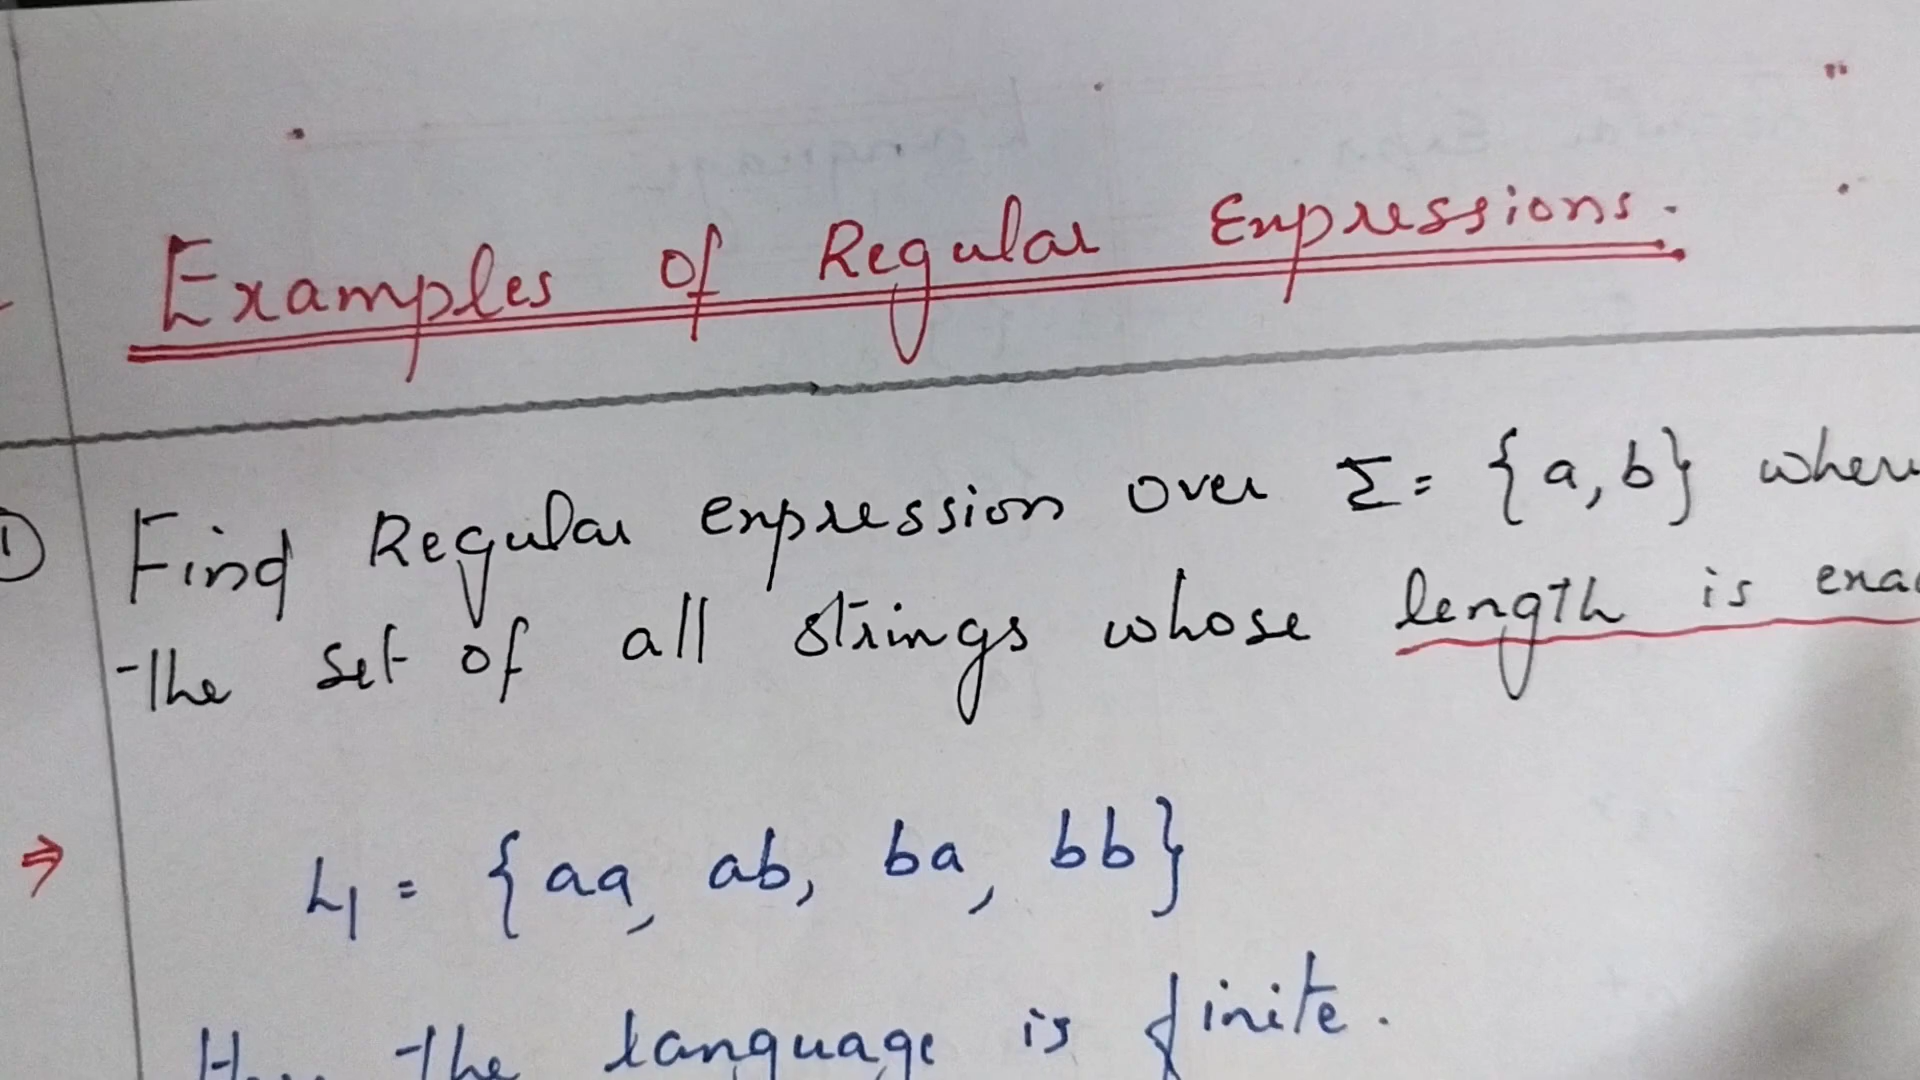 Examples of Regular Expressions.
① Find Regular expression over Σ = {a, b} where
the set of all strings whose length is exa
⇒ L1 = {aa, ab, ba, bb}
the language is finite.